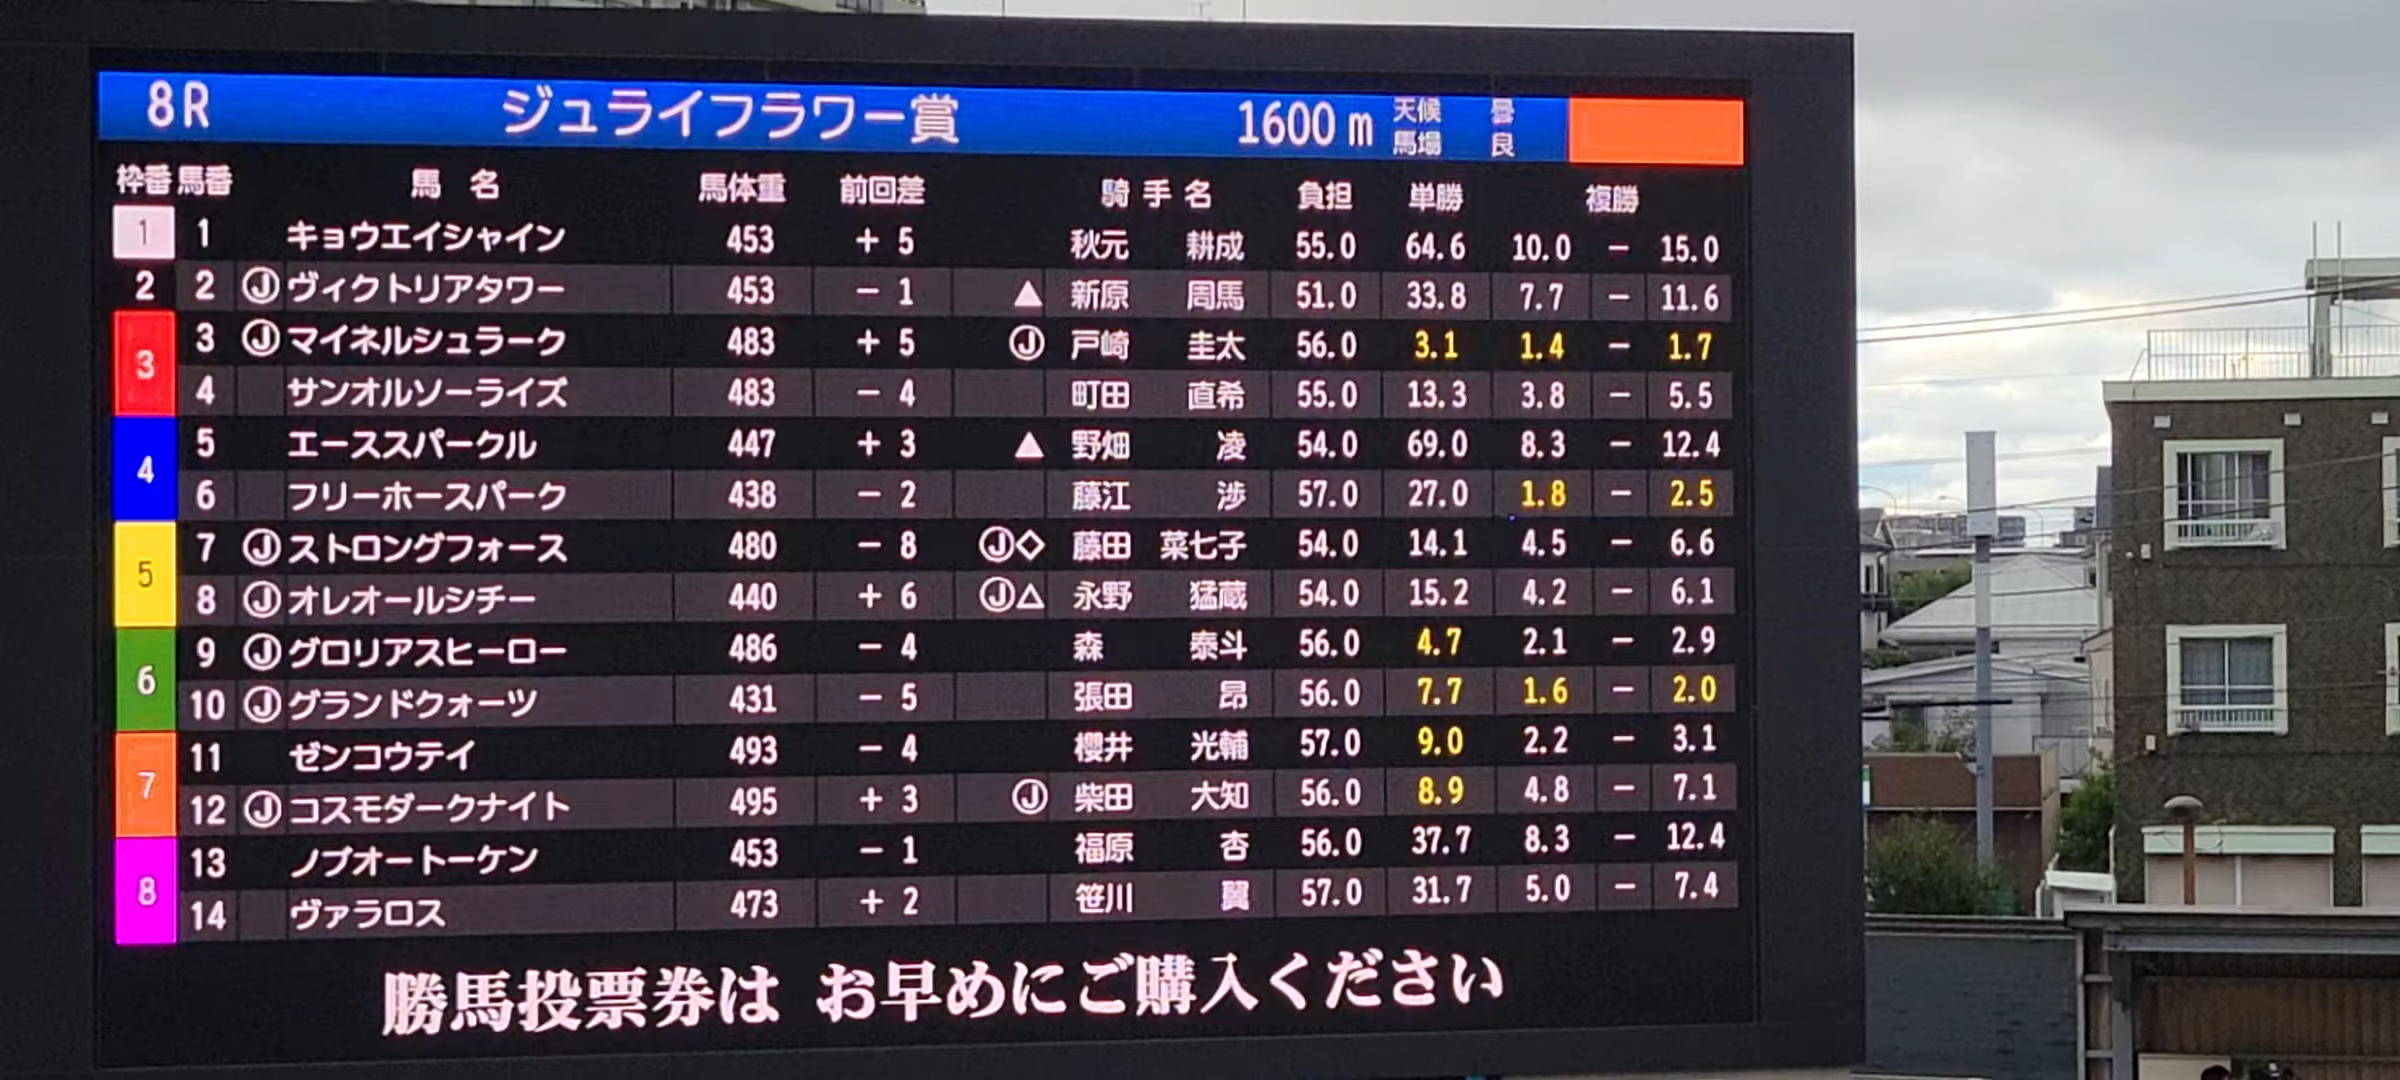 8R ジュライフラワー賞 1600m 天候 曇
馬場 良
枠番 馬番 馬名 馬体重 前回差 騎手名 負担 単勝 複勝
1 1 キョウエイシャイン 453 + 5 秋元 耕成 55.0 64.6 10.0 − 15.0
2 2 Ⓙ ヴィクトリアタワー 453 − 1 ▲ 新原 周馬 51.0 33.8 7.7 − 11.6
3 3 Ⓙ マイネルシュラーク 483 + 5 Ⓙ 戸崎 圭太 56.0 3.1 1.4 − 1.7
4 サンオルソーライズ 483 − 4 町田 直希 55.0 13.3 3.8 − 5.5
4 5 エーススパークル 447 + 3 ▲ 野畑 凌 54.0 69.0 8.3 − 12.4
6 フリーホースパーク 438 − 2 藤江 渉 57.0 27.0 1.8 − 2.5
5 7 Ⓙ ストロングフォース 480 − 8 Ⓙ◇ 藤田 菜七子 54.0 14.1 4.5 − 6.6
8 Ⓙ オレオールシチー 440 + 6 Ⓙ△ 永野 猛蔵 54.0 15.2 4.2 − 6.1
6 9 Ⓙ グロリアスヒーロー 486 − 4 森 泰斗 56.0 4.7 2.1 − 2.9
10 Ⓙ グランドクォーツ 431 − 5 張田 昂 56.0 7.7 1.6 − 2.0
7 11 ゼンコウテイ 493 − 4 櫻井 光輔 57.0 9.0 2.2 − 3.1
12 Ⓙ コスモダークナイト 495 + 3 Ⓙ 柴田 大知 56.0 8.9 4.8 − 7.1
8 13 ノブオートーケン 453 − 1 福原 杏 56.0 37.7 8.3 − 12.4
14 ヴァラロス 473 + 2 笹川 翼 57.0 31.7 5.0 − 7.4
勝馬投票券は お早めにご購入ください